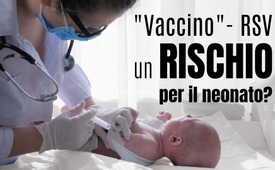 "Vaccino"- RSV
un RISCHIO
per il neonato?